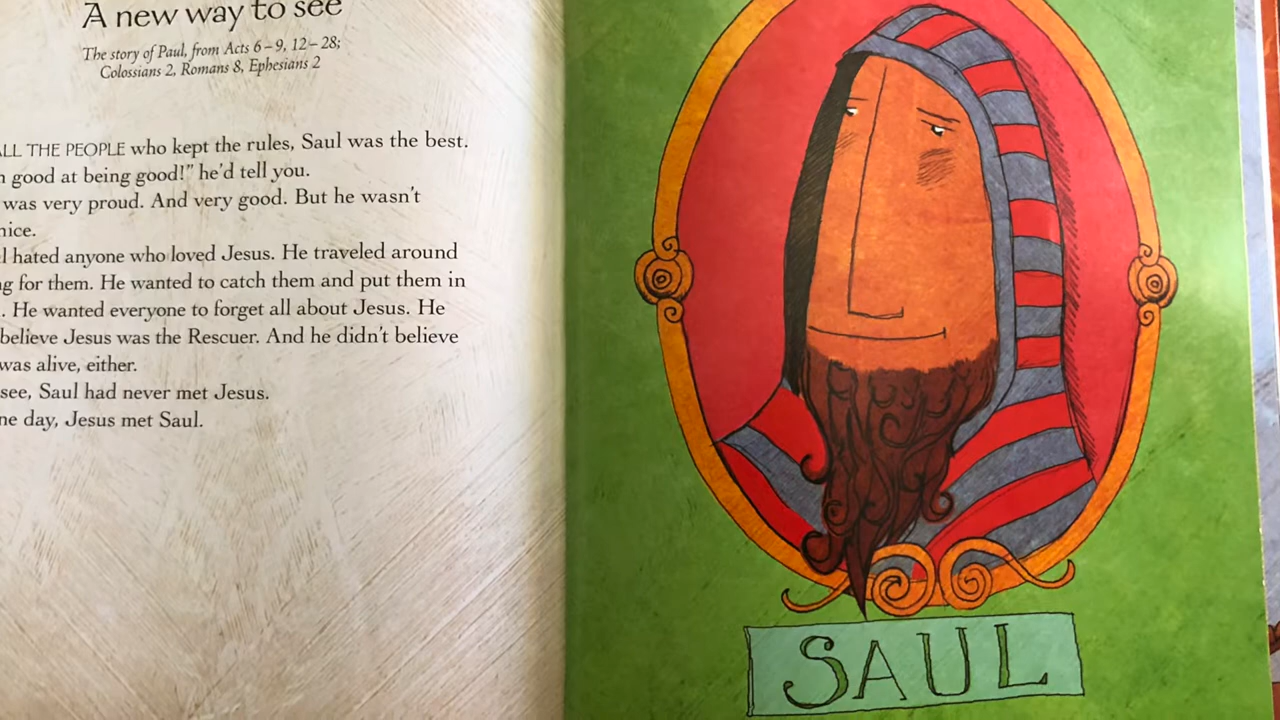 A new way to see
The story of Paul, from Acts 6–9, 12–28;
Colossians 2, Romans 8, Ephesians 2
ALL THE PEOPLE who kept the rules, Saul was the best.
good at being good!” he’d tell you.
was very proud. And very good. But he wasn’t
nice.
hated anyone who loved Jesus. He traveled around
for them. He wanted to catch them and put them in
. He wanted everyone to forget all about Jesus. He
believe Jesus was the Rescuer. And he didn’t believe
was alive, either.
see, Saul had never met Jesus.
day, Jesus met Saul.
SAUL